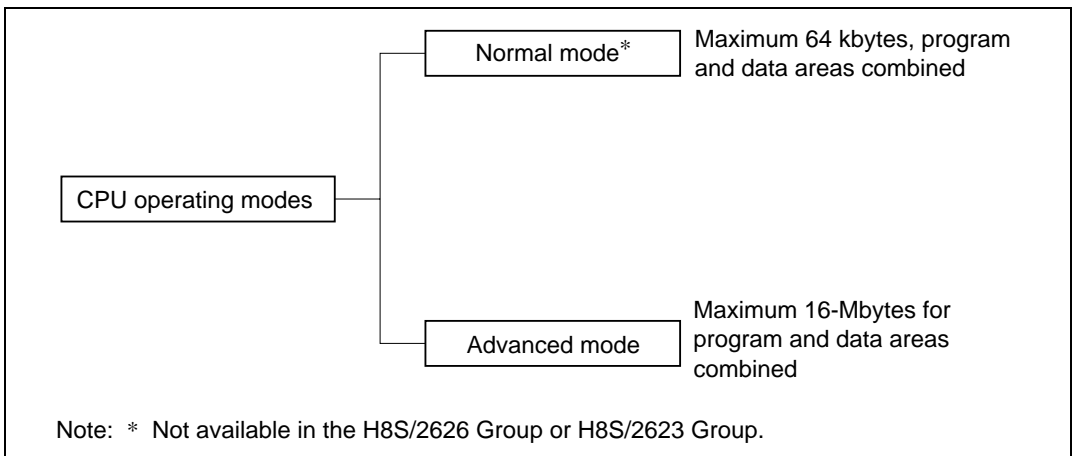 Normal mode*
Maximum 64 kbytes, program
and data areas combined
CPU operating modes
Advanced mode
Maximum 16-Mbytes for
program and data areas
combined
Note: * Not available in the H8S/2626 Group or H8S/2623 Group.